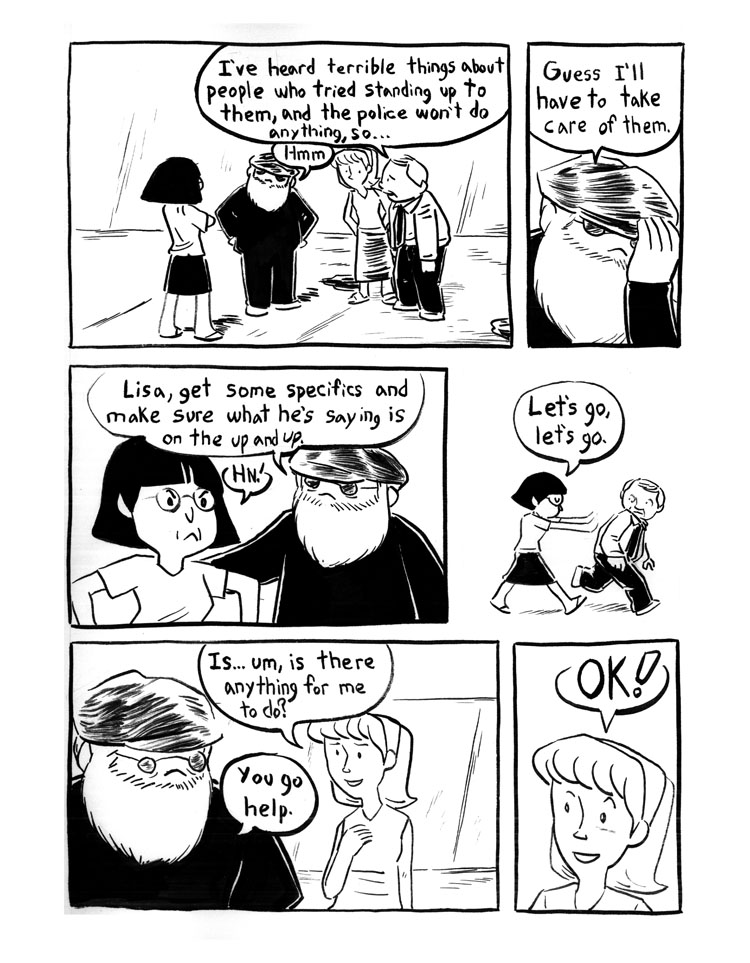 I've heard terrible things about
people who tried standing up to
them, and the police won't do
anything, so...
Hmm
Guess I'll
have to take
care of them.
Lisa, get some specifics and
make sure what he's saying is
on the up and up.
HN!
Let's go,
let's go.
Is... um, is there
anything for me
to do?
You go
help.
OK!